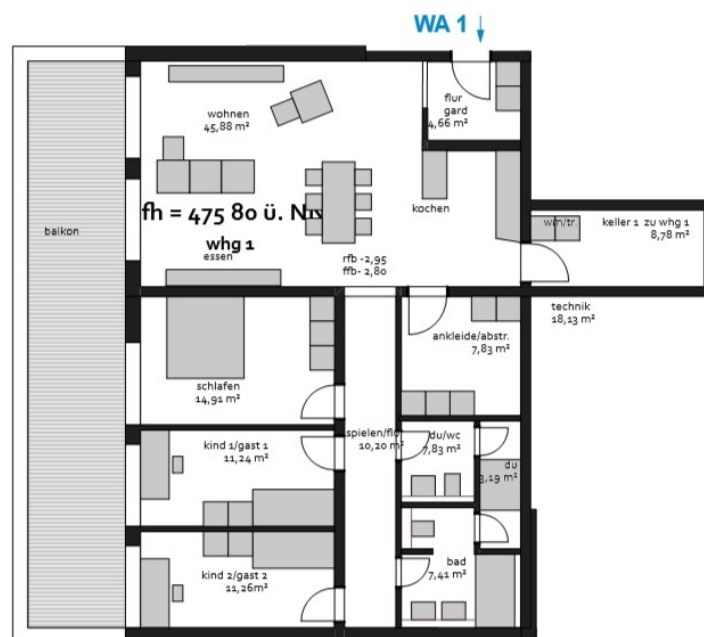 WA 1
flur
gard
4,66 m²
wohnen
45,88 m²
kochen
wm/tr.
keller 1 zu whg 1
8,78 m²
fh = 475 80 ü. NN
whg 1
essen
balkon
rfb -2,95
ffb- 2,80
technik
18,13 m²
ankleide/abstr.
7,83 m²
schlafen
14,91 m²
spielen/flur
10,20 m²
du/wc
7,83 m²
kind 1/gast 1
11,24 m²
du
3,19 m²
bad
7,41 m²
kind 2/gast 2
11,26m²